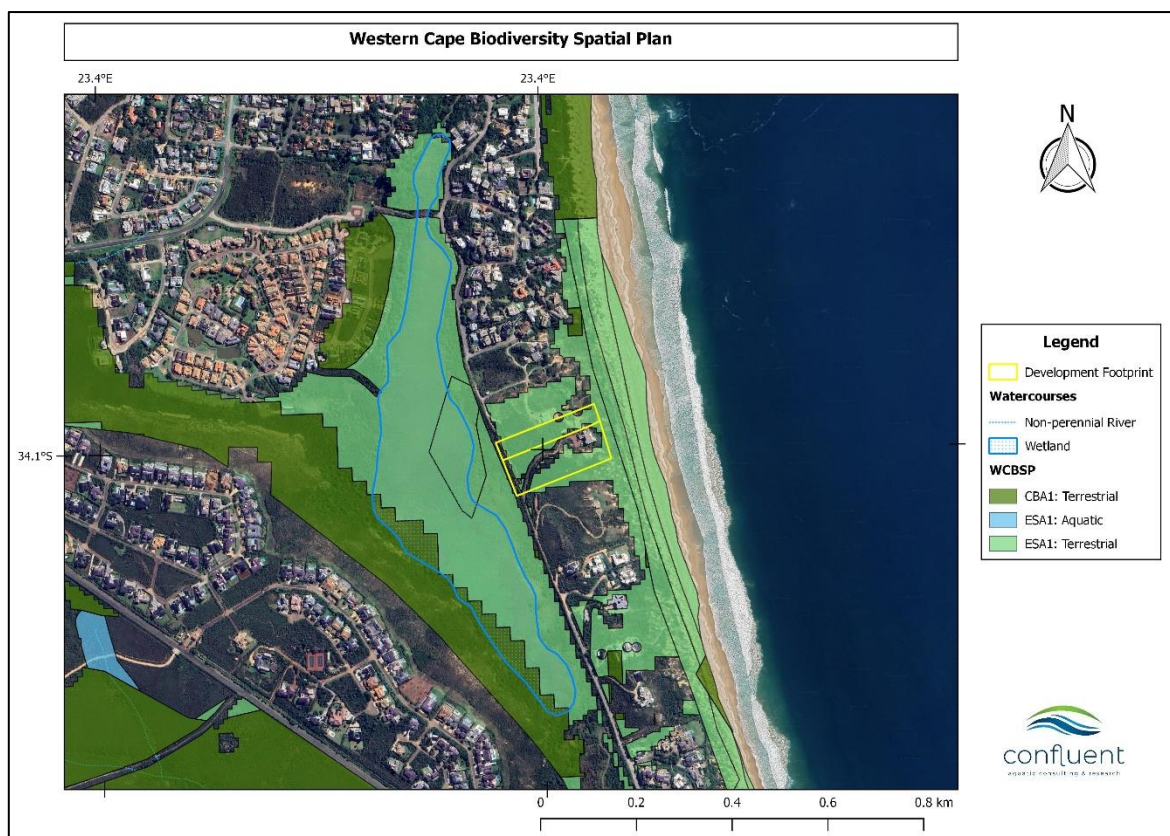 Western Cape Biodiversity Spatial Plan
23.4°E
23.4°E
34.1°S
N
Legend
Development Footprint
Watercourses
Non-perennial River
Wetland
WCBSP
CBA1: Terrestrial
ESA1: Aquatic
ESA1: Terrestrial
confluent
aquatic consulting & research
0 0.2 0.4 0.6 0.8 km